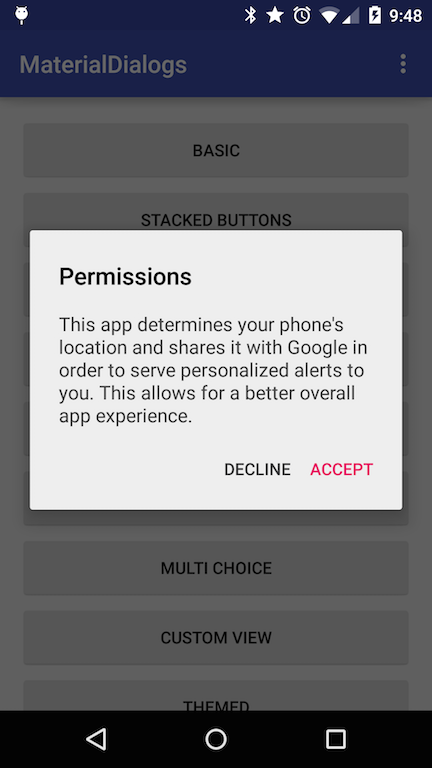 9:48
MaterialDialogs
BASIC
STACKED BUTTONS
Permissions
This app determines your phone's
location and shares it with Google in
order to serve personalized alerts to
you. This allows for a better overall
app experience.
DECLINE ACCEPT
MULTI CHOICE
CUSTOM VIEW
THEMED